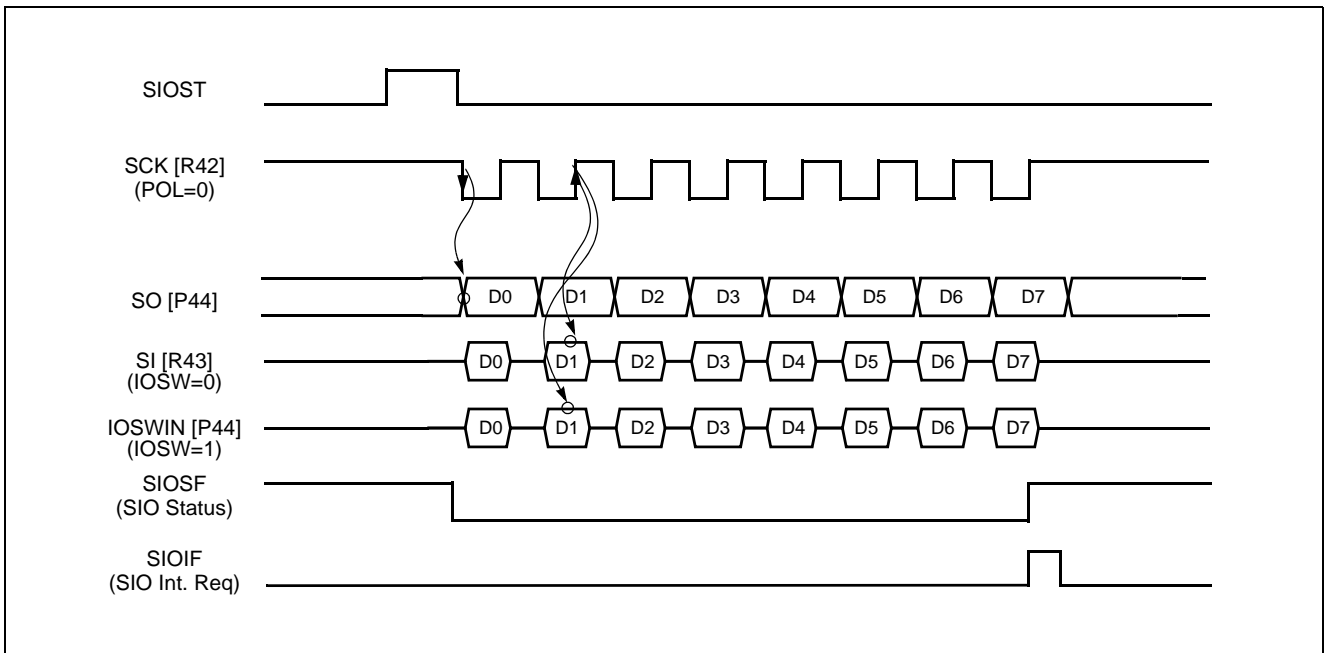 SIOST
SCK [R42]
(POL=0)
SO [P44]
D0 D1 D2 D3 D4 D5 D6 D7
SI [R43]
(IOSW=0)
D0 D1 D2 D3 D4 D5 D6 D7
IOSWIN [P44]
(IOSW=1)
D0 D1 D2 D3 D4 D5 D6 D7
SIOSF
(SIO Status)
SIOIF
(SIO Int. Req)